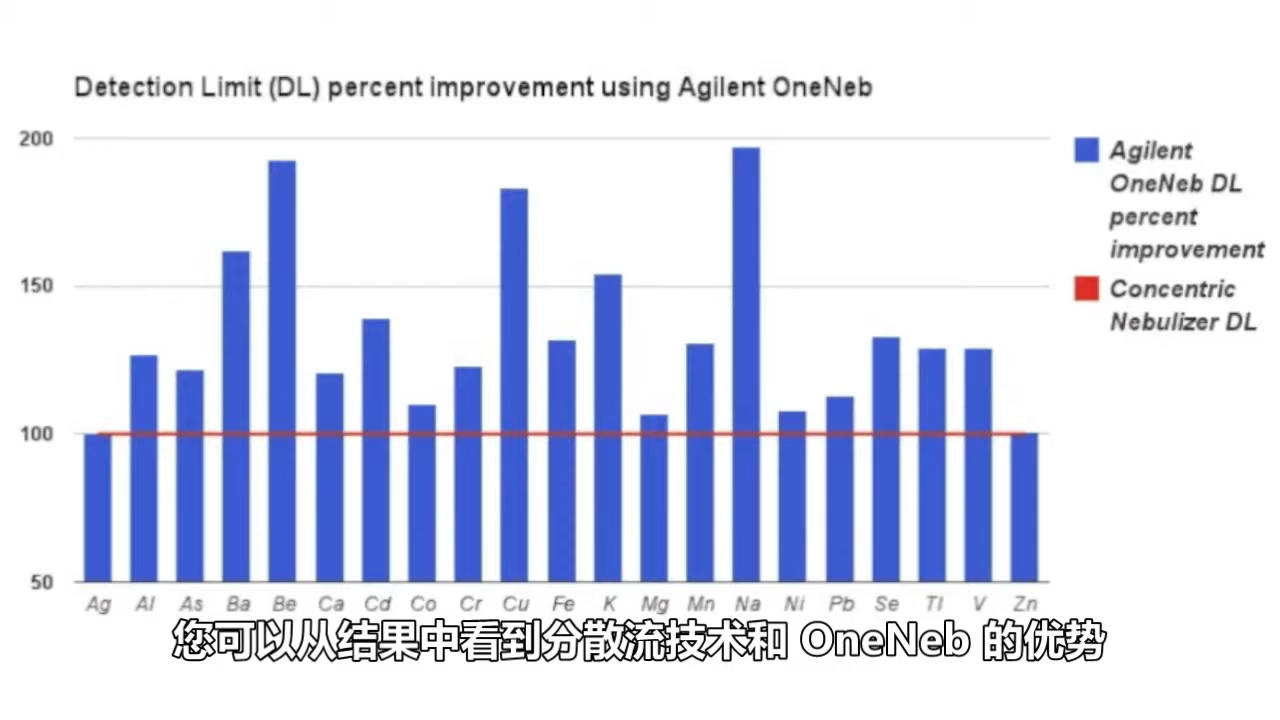 Detection Limit (DL) percent improvement using Agilent OneNeb
200
150
100
50
Agilent
OneNeb DL
percent
improvement
Concentric
Nebulizer DL
Ag Al As Ba Be Ca Cd Co Cr Cu Fe K Mg Mn Na Ni Pb Se Tl V Zn
您可以从结果中看到分散流技术和 OneNeb 的优势